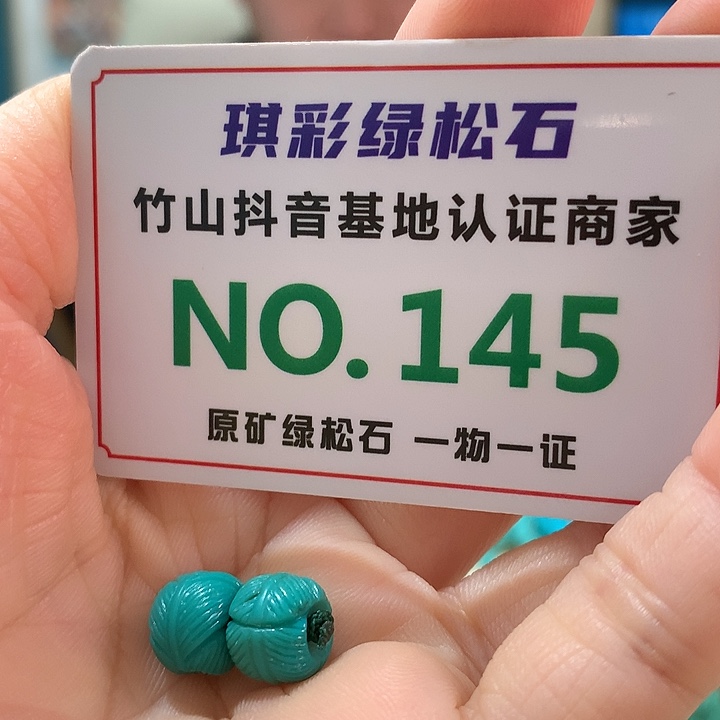 琪彩绿松石
竹山抖音基地认证商家
NO.145
原矿绿松石 一物一证